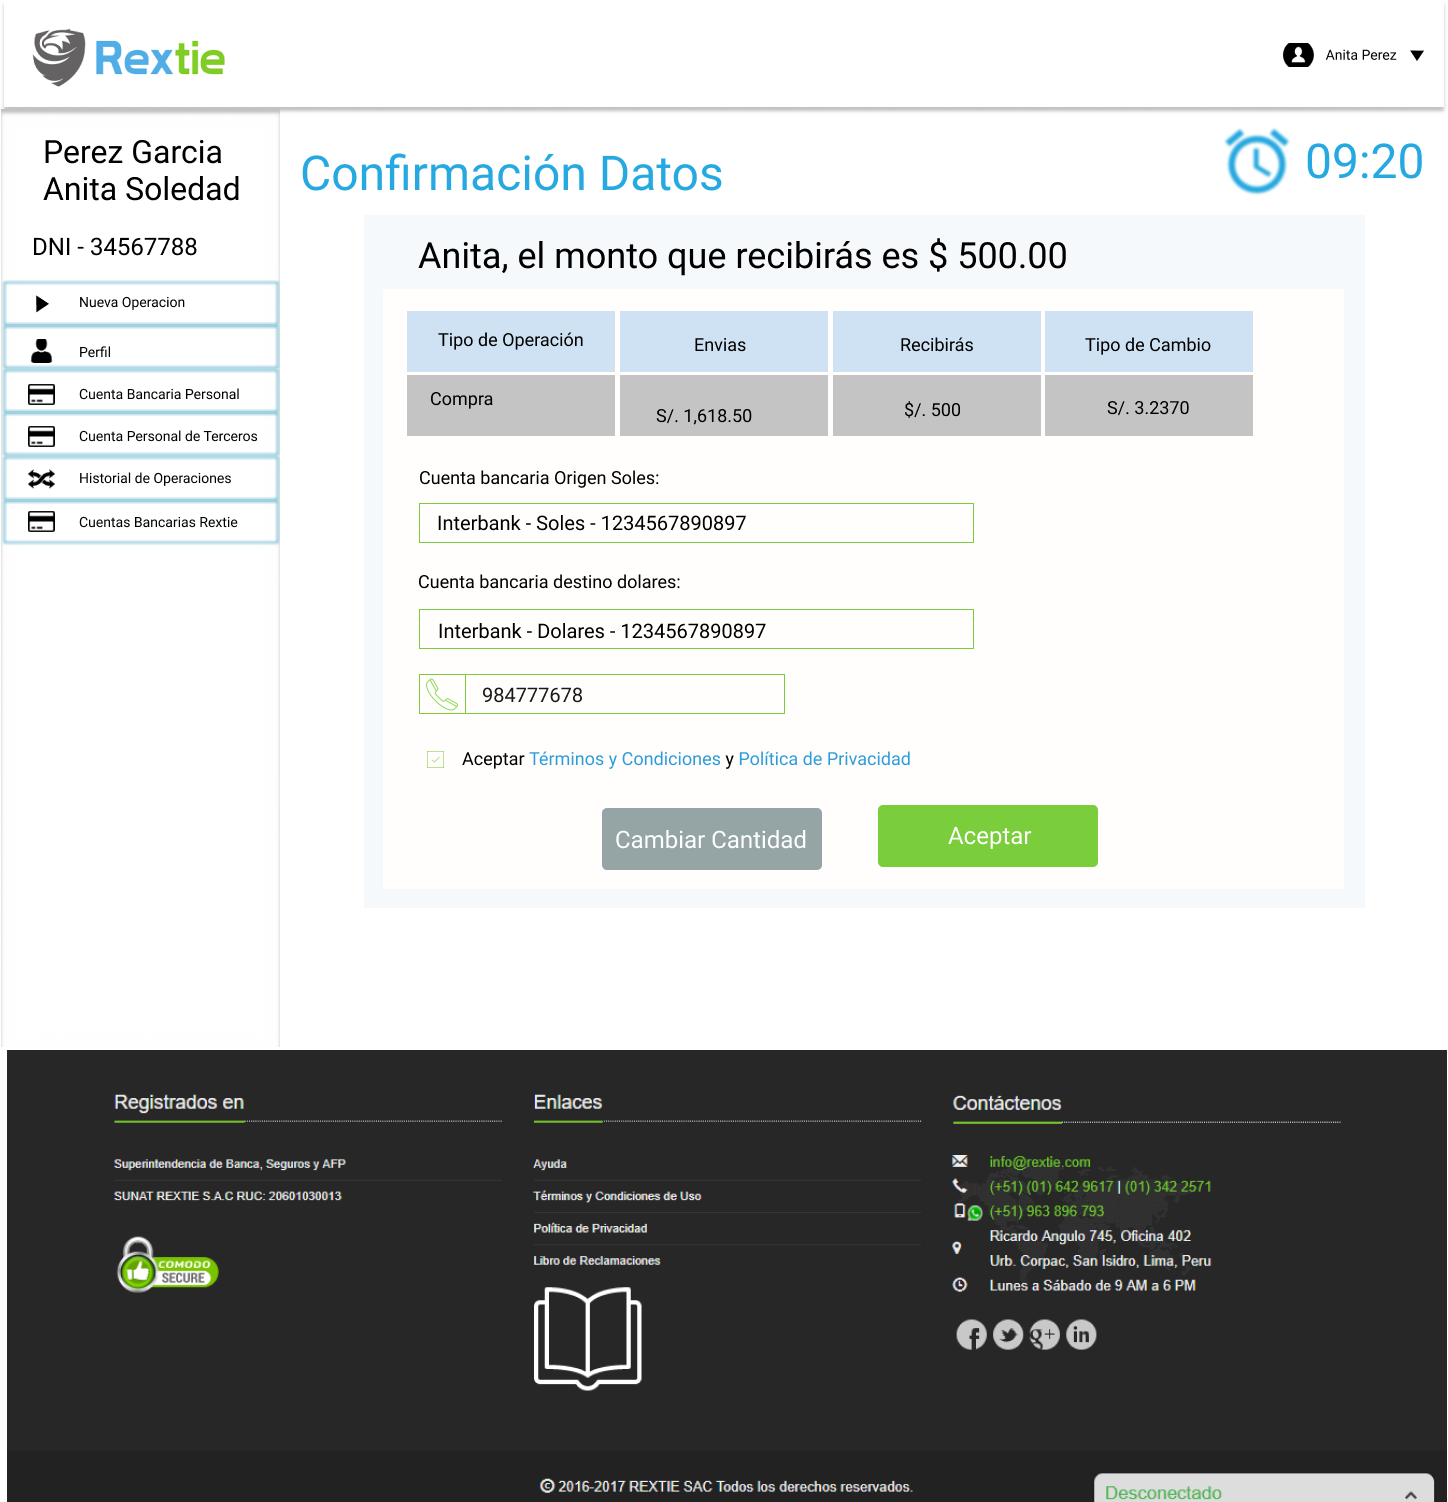 Rextie
Anita Perez
Perez Garcia
Anita Soledad
DNI - 34567788
Nueva Operacion
Perfil
Cuenta Bancaria Personal
Cuenta Personal de Terceros
Historial de Operaciones
Cuentas Bancarias Rextie
Confirmación Datos
09:20
Anita, el monto que recibirás es $ 500.00
Tipo de Operación Envias Recibirás Tipo de Cambio
Compra S/. 1,618.50 $/. 500 S/. 3.2370
Cuenta bancaria Origen Soles:
Interbank - Soles - 1234567890897
Cuenta bancaria destino dolares:
Interbank - Dolares - 1234567890897
984777678
Aceptar Términos y Condiciones y Política de Privacidad
Cambiar Cantidad
Aceptar
Registrados en
Superintendencia de Banca, Seguros y AFP
SUNAT REXTIE S.A.C RUC: 20601030013
COMODO
SECURE
Enlaces
Ayuda
Términos y Condiciones de Uso
Política de Privacidad
Libro de Reclamaciones
Contáctenos
info@rextie.com
(+51) (01) 642 9617 | (01) 342 2571
(+51) 963 896 793
Ricardo Angulo 745, Oficina 402
Urb. Corpac, San Isidro, Lima, Peru
Lunes a Sábado de 9 AM a 6 PM
f g+ in
© 2016-2017 REXTIE SAC Todos los derechos reservados.
Desconectado